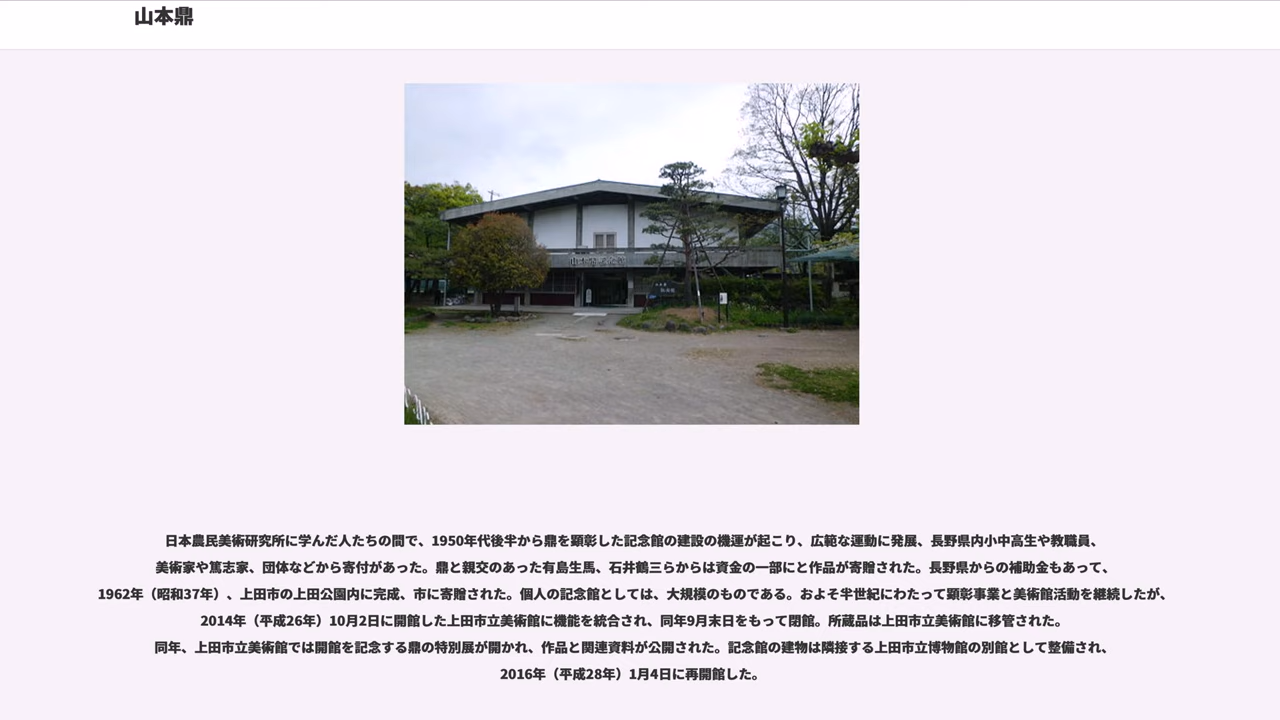 山本鼎
日本農民美術研究所に学んだ人たちの間で、1950年代後半から鼎を顕彰した記念館の建設の機運が起こり、広範な運動に発展、長野県内小中高生や教職員、
美術家や篤志家、団体などから寄付があった。鼎と親交のあった有島生馬、石井鶴三らからは資金の一部にと作品が寄贈された。長野県からの補助金もあって、
1962年（昭和37年）、上田市の上田公園内に完成、市に寄贈された。個人の記念館としては、大規模のものである。およそ半世紀にわたって顕彰事業と美術館活動を継続したが、
2014年（平成26年）10月2日に開館した上田市立美術館に機能を統合され、同年9月末日をもって閉館。所蔵品は上田市立美術館に移管された。
同年、上田市立美術館では開館を記念する鼎の特別展が開かれ、作品と関連資料が公開された。記念館の建物は隣接する上田市立博物館の別館として整備され、
2016年（平成28年）1月4日に再開館した。